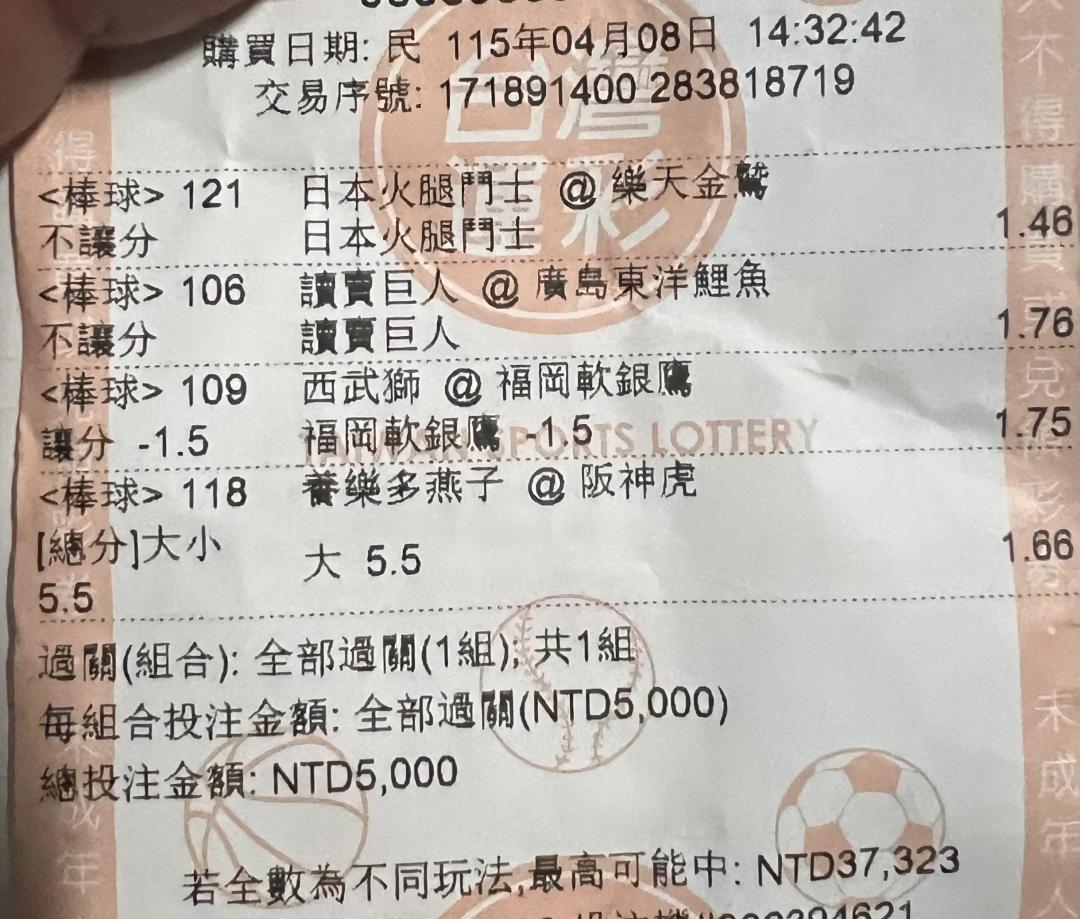 購買日期: 民 115年04月08日 14:32:42
交易序號: 171891400 283818719
台灣
運彩
<棒球> 121 日本火腿鬥士 @ 樂天金鷲
不讓分 日本火腿鬥士 1.46
<棒球> 106 讀賣巨人 @ 廣島東洋鯉魚
不讓分 讀賣巨人 1.76
<棒球> 109 西武獅 @ 福岡軟銀鷹
讓分 -1.5 福岡軟銀鷹 -1.5 1.75
TAIWAN SPORTS LOTTERY
<棒球> 118 養樂多燕子 @ 阪神虎
[總分]大小 大 5.5 1.66
5.5
過關(組合): 全部過關(1組); 共1組
每組合投注金額: 全部過關(NTD5,000)
總投注金額: NTD5,000
若全數為不同玩法,最高可能中: NTD37,323